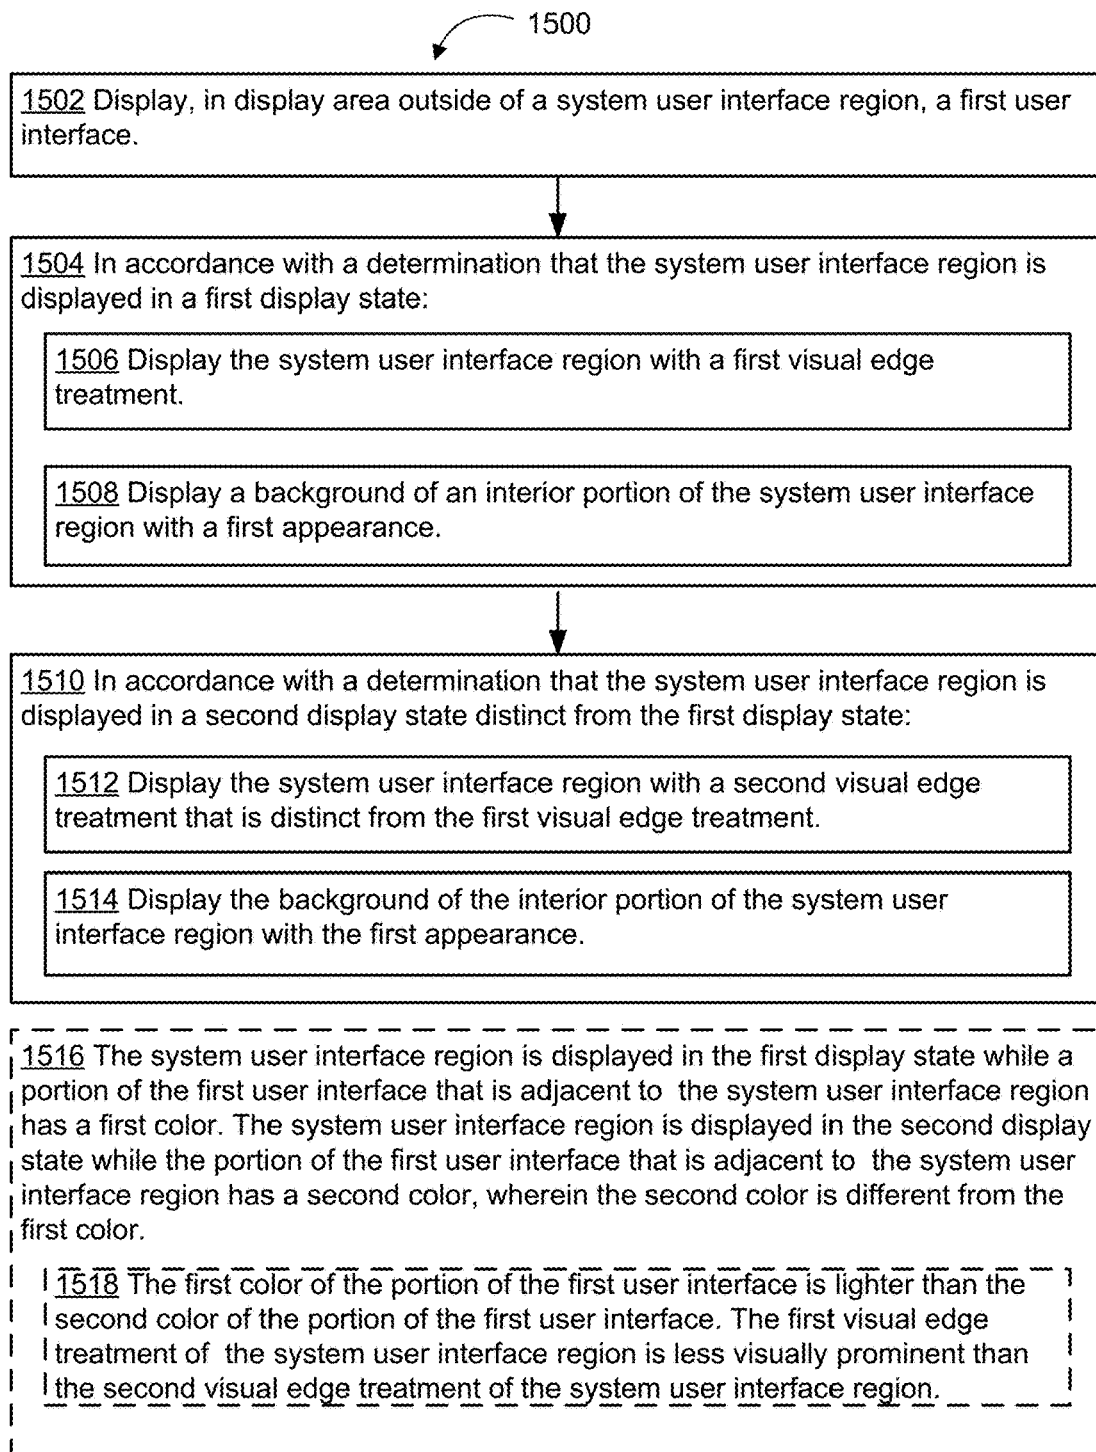 1500
1502 Display, in display area outside of a system user interface region, a first user
interface.
1504 In accordance with a determination that the system user interface region is
displayed in a first display state:
1506 Display the system user interface region with a first visual edge
treatment.
1508 Display a background of an interior portion of the system user interface
region with a first appearance.
1510 In accordance with a determination that the system user interface region is
displayed in a second display state distinct from the first display state:
1512 Display the system user interface region with a second visual edge
treatment that is distinct from the first visual edge treatment.
1514 Display the background of the interior portion of the system user
interface region with the first appearance.
1516 The system user interface region is displayed in the first display state while a
portion of the first user interface that is adjacent to the system user interface region
has a first color. The system user interface region is displayed in the second display
state while the portion of the first user interface that is adjacent to the system user
interface region has a second color, wherein the second color is different from the
first color.
1518 The first color of the portion of the first user interface is lighter than the
second color of the portion of the first user interface. The first visual edge
treatment of the system user interface region is less visually prominent than
the second visual edge treatment of the system user interface region.